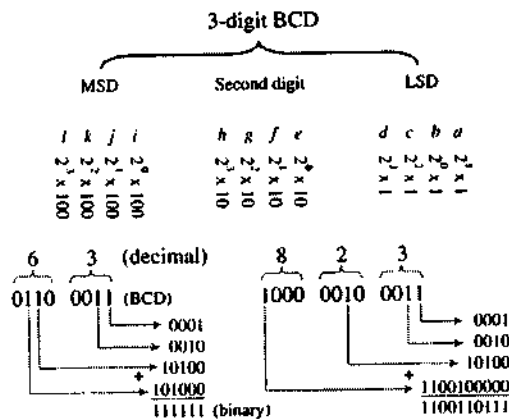 3-digit BCD
MSD Second digit LSD
l k j i h g f e d c b a
2³ x 100 2² x 100 2¹ x 100 2⁰ x 100 2³ x 10 2² x 10 2¹ x 10 2⁰ x 10 x 1 2² x 1 2⁰ x 1 x 1
6 3 (decimal) 8 2 3
0110 0011 (BCD) 1000 0010 0011
0001 0001
0010 0010
10100 10100
+ +
101000 1100100000
111111 (binary) 1100110111